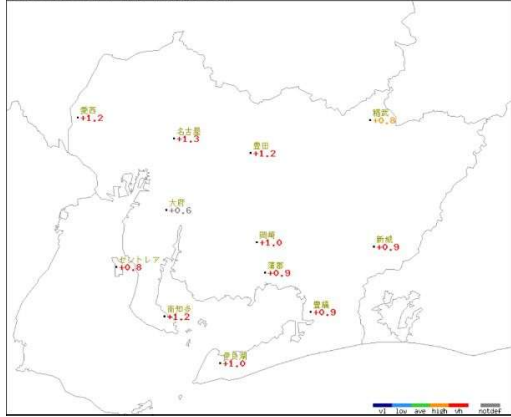 愛西
+1.2
稲武
+0.8
名古屋
+1.3
豊田
+1.2
大府
+0.6
岡崎
+1.0
新城
+0.9
セントレア
+0.8
蒲郡
+0.9
南知多
+1.2
豊橋
+0.9
伊良湖
+1.0
vl low ave high vh notdef